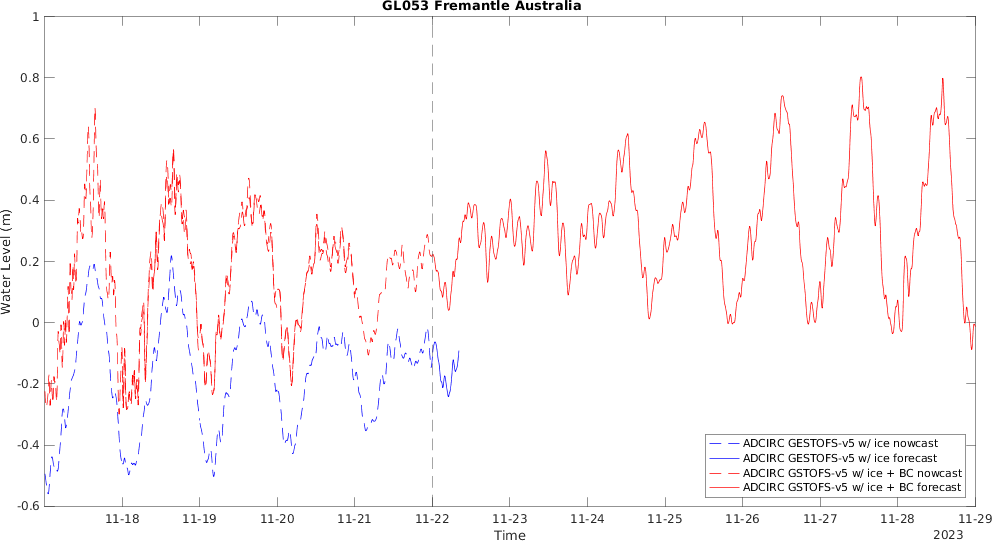 GL053 Fremantle Australia
1
0.8
0.6
0.4
0.2
0
-0.2
-0.4
-0.6
Water Level (m)
ADCIRC GESTOFS-v5 w/ ice nowcast
ADCIRC GESTOFS-v5 w/ ice forecast
ADCIRC GSTOFS-v5 w/ ice + BC nowcast
ADCIRC GSTOFS-v5 w/ ice + BC forecast
11-18 11-19 11-20 11-21 11-22 11-23 11-24 11-25 11-26 11-27 11-28 11-29
Time
2023